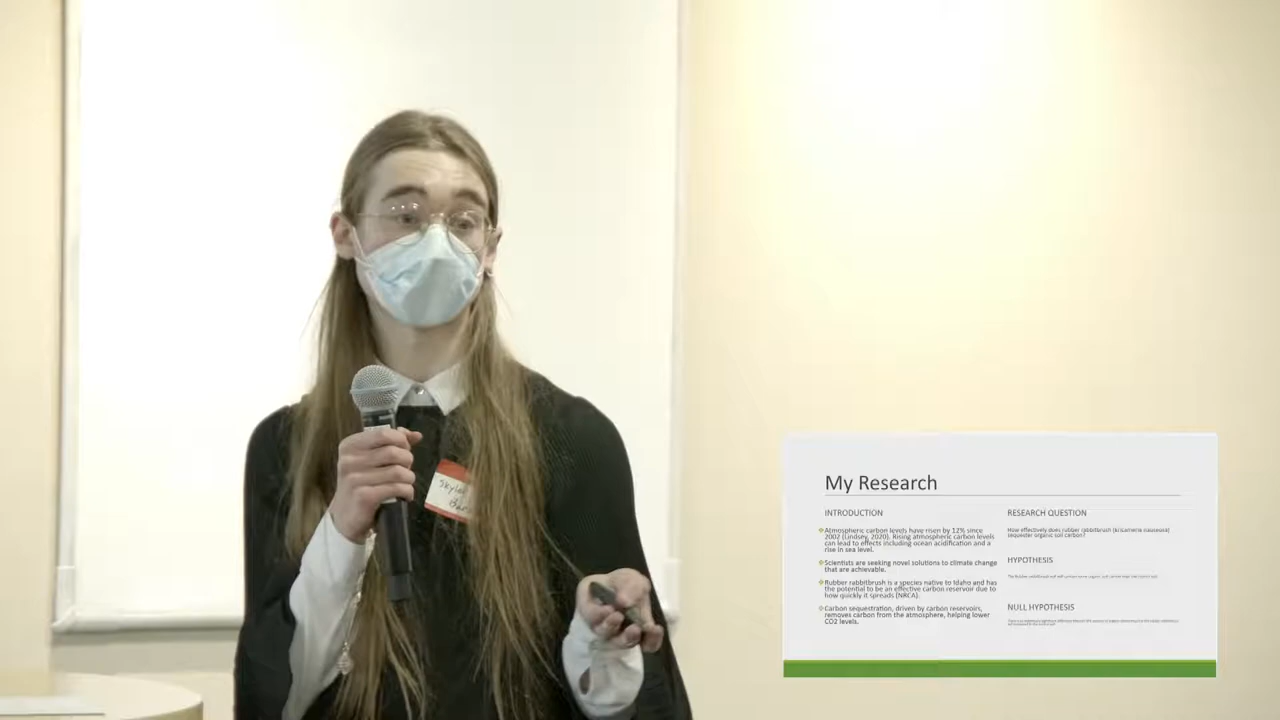 Skyler
My Research
INTRODUCTION
Atmospheric carbon levels have risen by 12% since
2002 (Lindsey, 2020). Rising atmospheric carbon levels
can lead to effects including ocean acidification and a
rise in sea level.
Scientists are seeking novel solutions to climate change
that are achievable.
Rubber rabbitbrush is a species native to Idaho and has
the potential to be an effective carbon reservoir due to
how quickly it spreads (NRCA).
Carbon sequestration, driven by carbon reservoirs,
removes carbon from the atmosphere, helping lower
CO2 levels.
RESEARCH QUESTION
How effectively does rubber rabbitbrush (Ericameria nauseosa)
sequester organic soil carbon?
HYPOTHESIS
NULL HYPOTHESIS